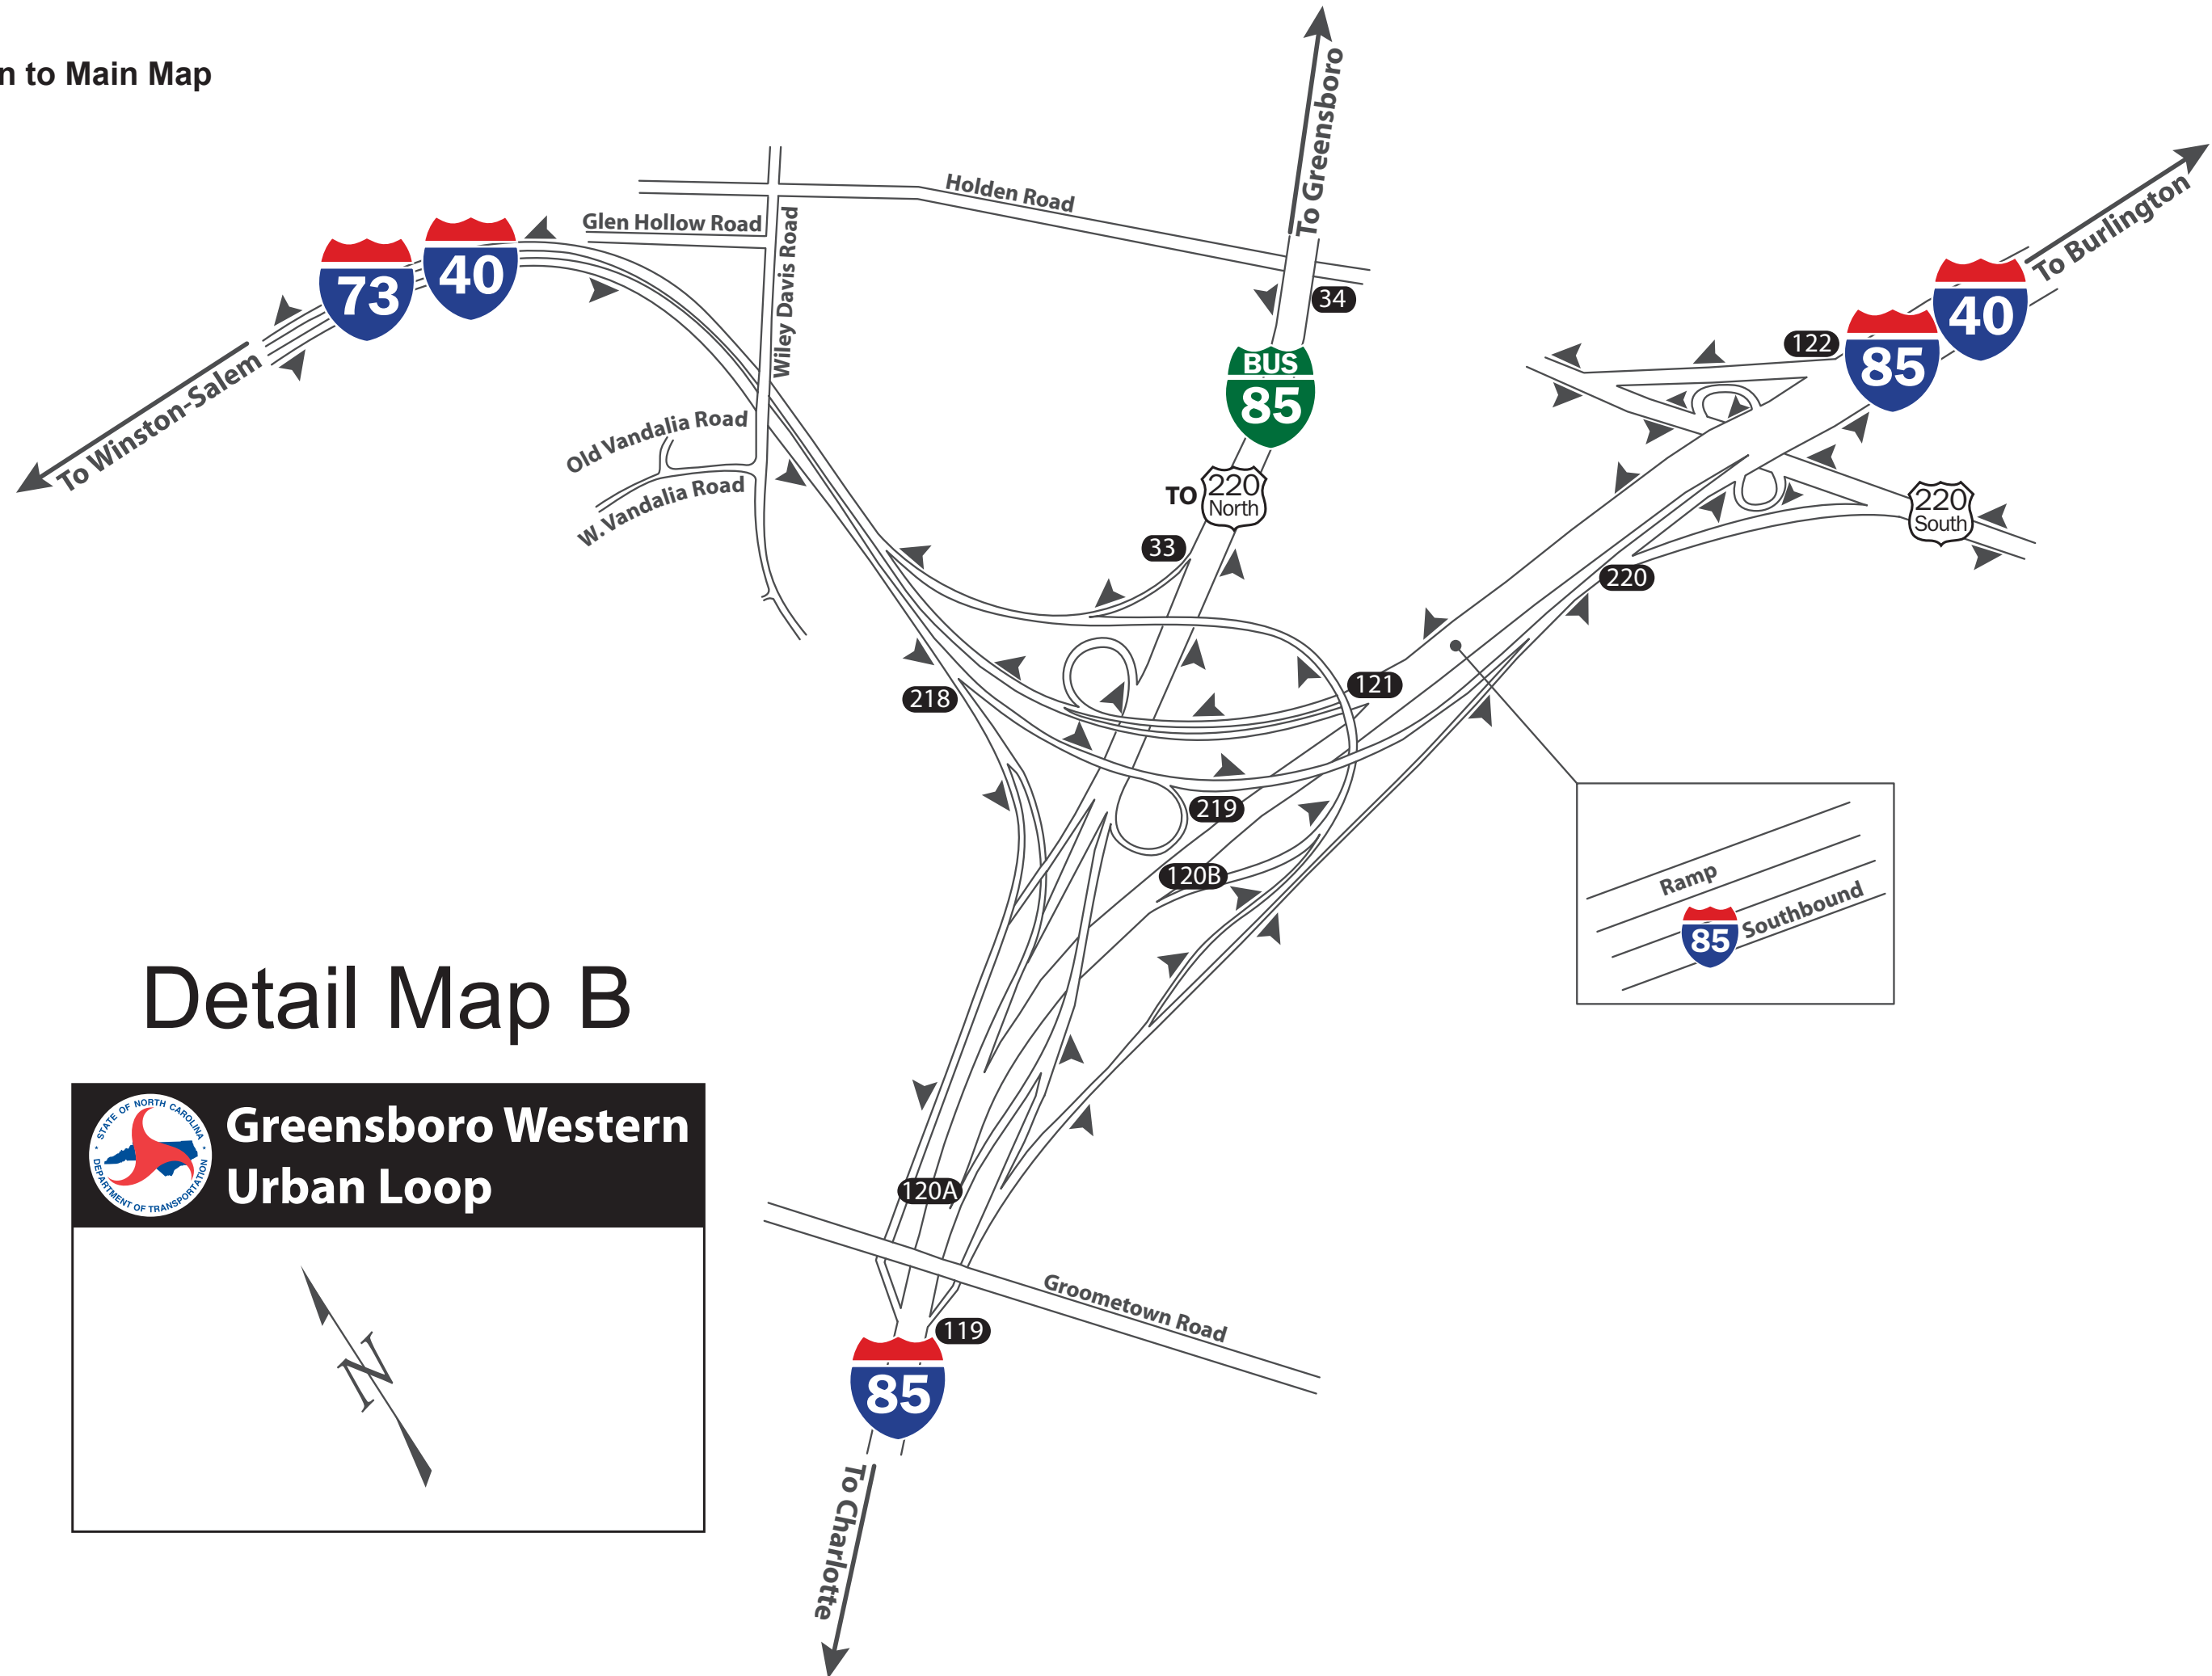 n to Main Map
To Greensboro
Holden Road
Glen Hollow Road
Wiley Davis Road
73
40
34
To Burlington
40
85
122
BUS
85
To Winston-Salem
Old Vandalia Road
W. Vandalia Road
TO
220
North
220
South
33
220
218
121
219
120B
Ramp
85
Southbound
Detail Map B
STATE OF NORTH CAROLINA
DEPARTMENT OF TRANSPORTATION
Greensboro Western
Urban Loop
N
120A
Groometown Road
119
85
To Charlotte